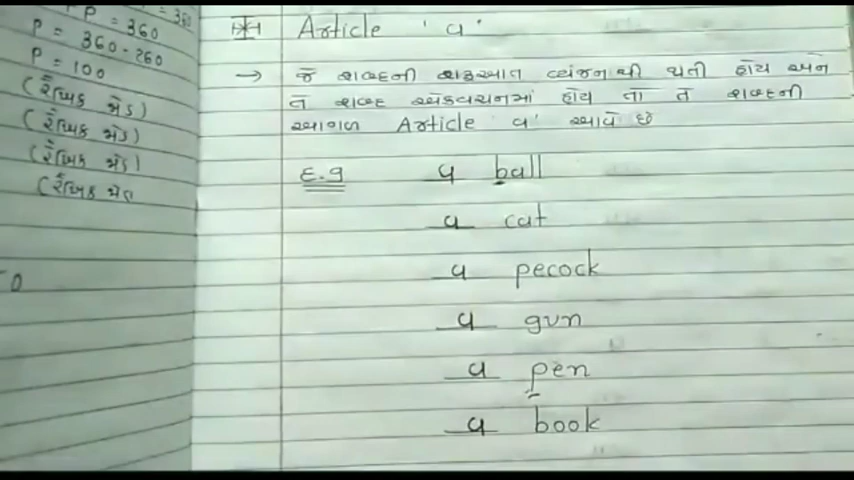 P = 360
P = 360 - 260
P = 100
(રૈખિક જોડ)
(રૈખિક જોડ)
(રૈખિક જોડ)
(રૈખિક જોડ
Article 'a'
→ જે શબ્દની શરૂઆત વ્યંજનથી થતી હોય અને
તે શબ્દ એકવચનમાં હોય તો તે શબ્દની
આગળ Article 'a' આવે છે
E.g a ball
a cat
a pecock
a gun
a pen
a book